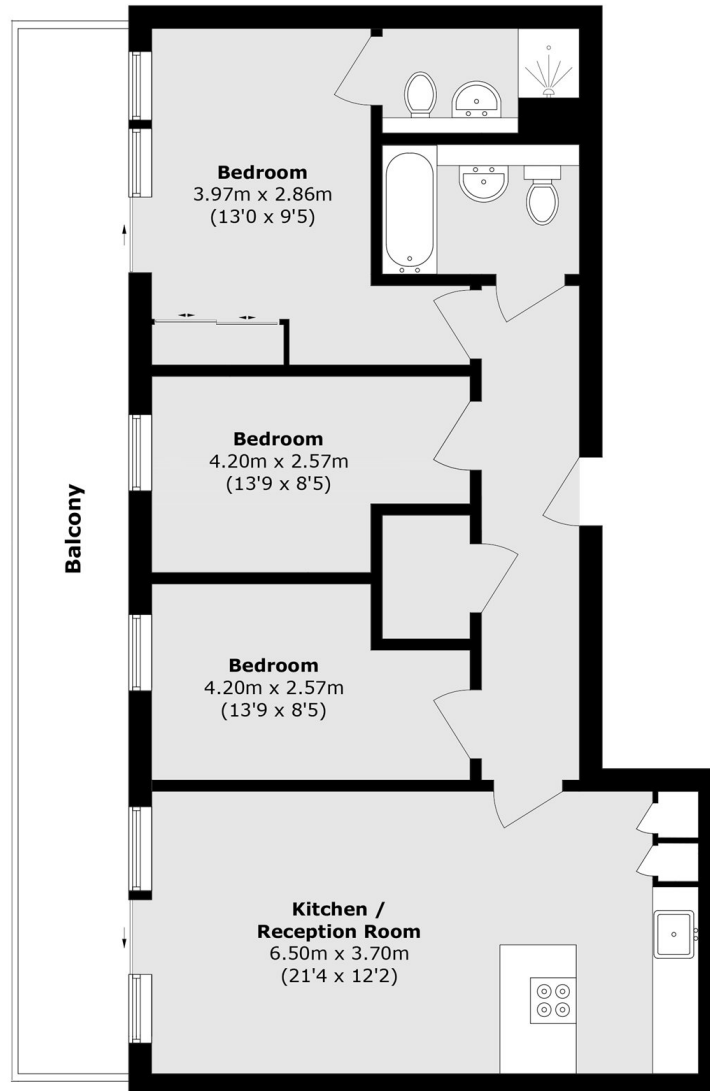 Bedroom
3.97m x 2.86m
(13'0 x 9'5)
Bedroom
4.20m x 2.57m
(13'9 x 8'5)
Balcony
Bedroom
4.20m x 2.57m
(13'9 x 8'5)
Kitchen /
Reception Room
6.50m x 3.70m
(21'4 x 12'2)